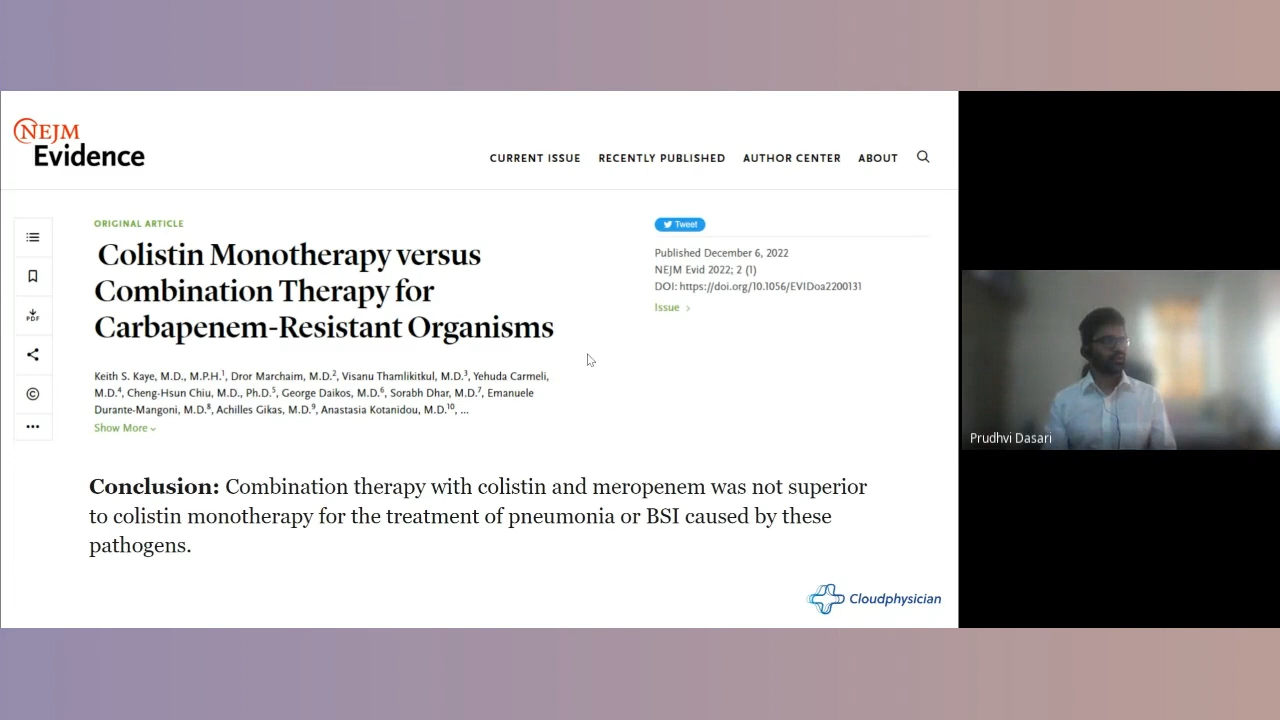 NEJM
Evidence
CURRENT ISSUE RECENTLY PUBLISHED AUTHOR CENTER ABOUT
ORIGINAL ARTICLE
Colistin Monotherapy versus
Combination Therapy for
Carbapenem-Resistant Organisms
Tweet
Published December 6, 2022
NEJM Evid 2022; 2 (1)
DOI: https://doi.org/10.1056/EVIDoa2200131
Issue >
PDF
Keith S. Kaye, M.D., M.P.H.1, Dror Marchaim, M.D.2, Visanu Thamlikitkul, M.D.3, Yehuda Carmeli,
M.D.4, Cheng-Hsun Chiu, M.D., Ph.D.5, George Daikos, M.D.6, Sorabh Dhar, M.D.7, Emanuele
Durante-Mangoni, M.D.8, Achilles Gikas, M.D.9, Anastasia Kotanidou, M.D.10, ...
Show More
Conclusion: Combination therapy with colistin and meropenem was not superior
to colistin monotherapy for the treatment of pneumonia or BSI caused by these
pathogens.
Cloudphysician
Prudhvi Dasari